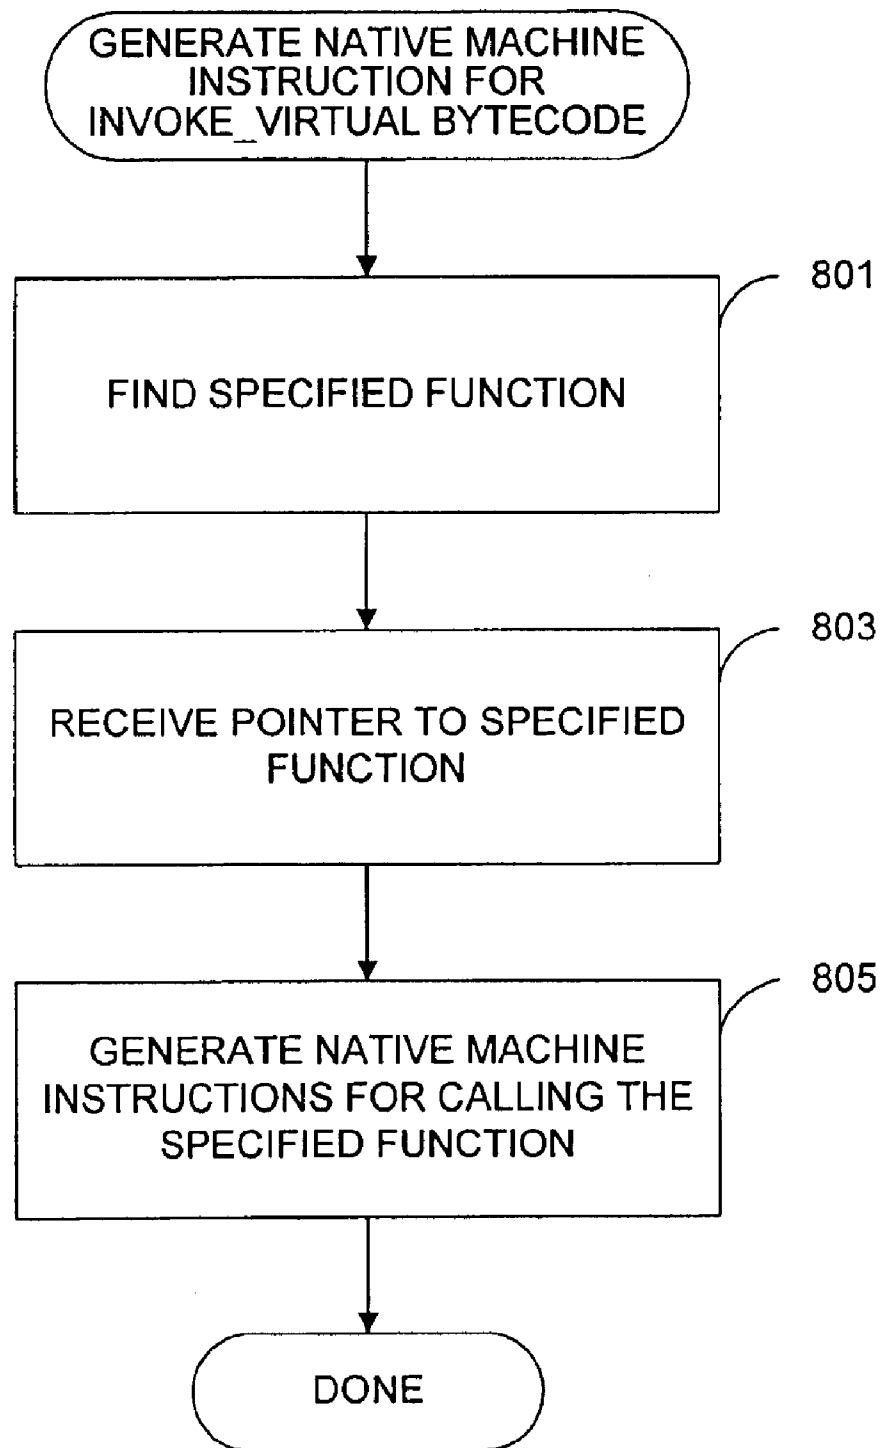 GENERATE NATIVE MACHINE
INSTRUCTION FOR
INVOKE_VIRTUAL BYTECODE
801
FIND SPECIFIED FUNCTION
803
RECEIVE POINTER TO SPECIFIED
FUNCTION
805
GENERATE NATIVE MACHINE
INSTRUCTIONS FOR CALLING THE
SPECIFIED FUNCTION
DONE